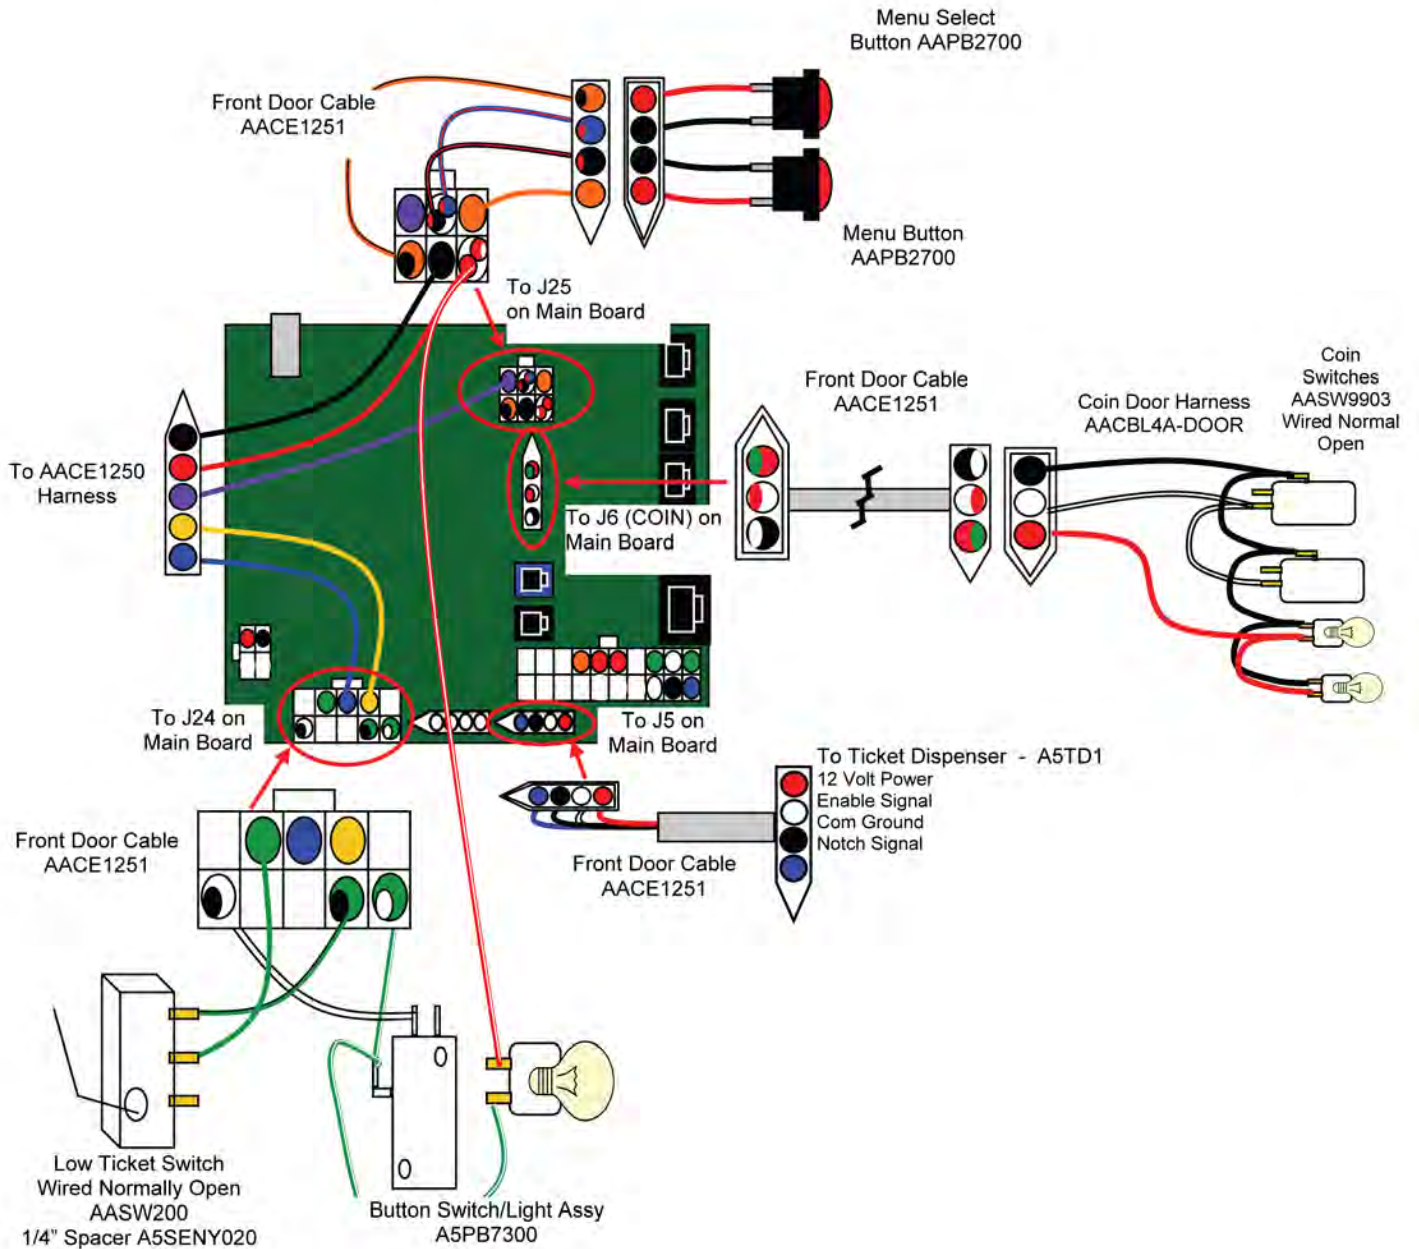 Menu Select
Button AAPB2700
Front Door Cable
AACE1251
Menu Button
AAPB2700
To J25
on Main Board
Front Door Cable
AACE1251
Coin
Switches
AASW9903
Wired Normal
Open
Coin Door Harness
AACBL4A-DOOR
To AACE1250
Harness
To J6 (COIN) on
Main Board
To J24 on
Main Board
To J5 on
Main Board
To Ticket Dispenser - A5TD1
12 Volt Power
Enable Signal
Com Ground
Notch Signal
Front Door Cable
AACE1251
Front Door Cable
AACE1251
Low Ticket Switch
Wired Normally Open
AASW200
1/4" Spacer A5SENY020
Button Switch/Light Assy
A5PB7300